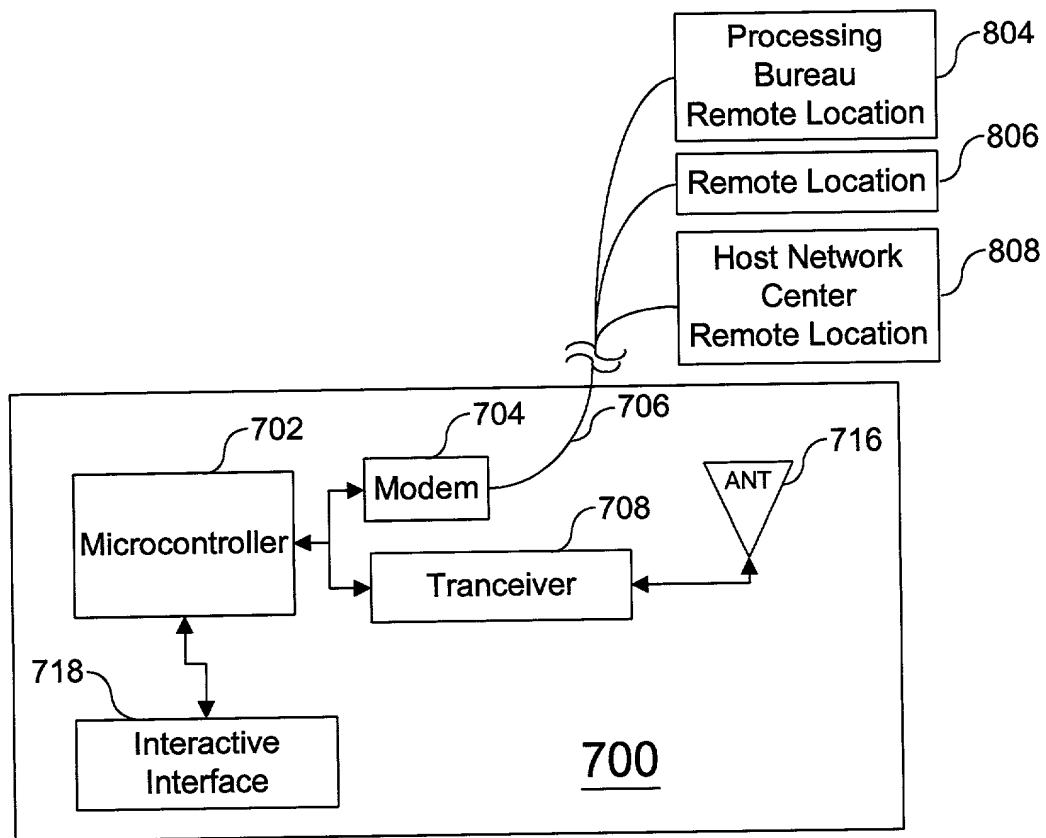 Processing
Bureau
Remote Location
804
Remote Location
806
Host Network
Center
Remote Location
808
702
704
706
716
Microcontroller
Modem
ANT
708
Tranceiver
718
Interactive
Interface
700